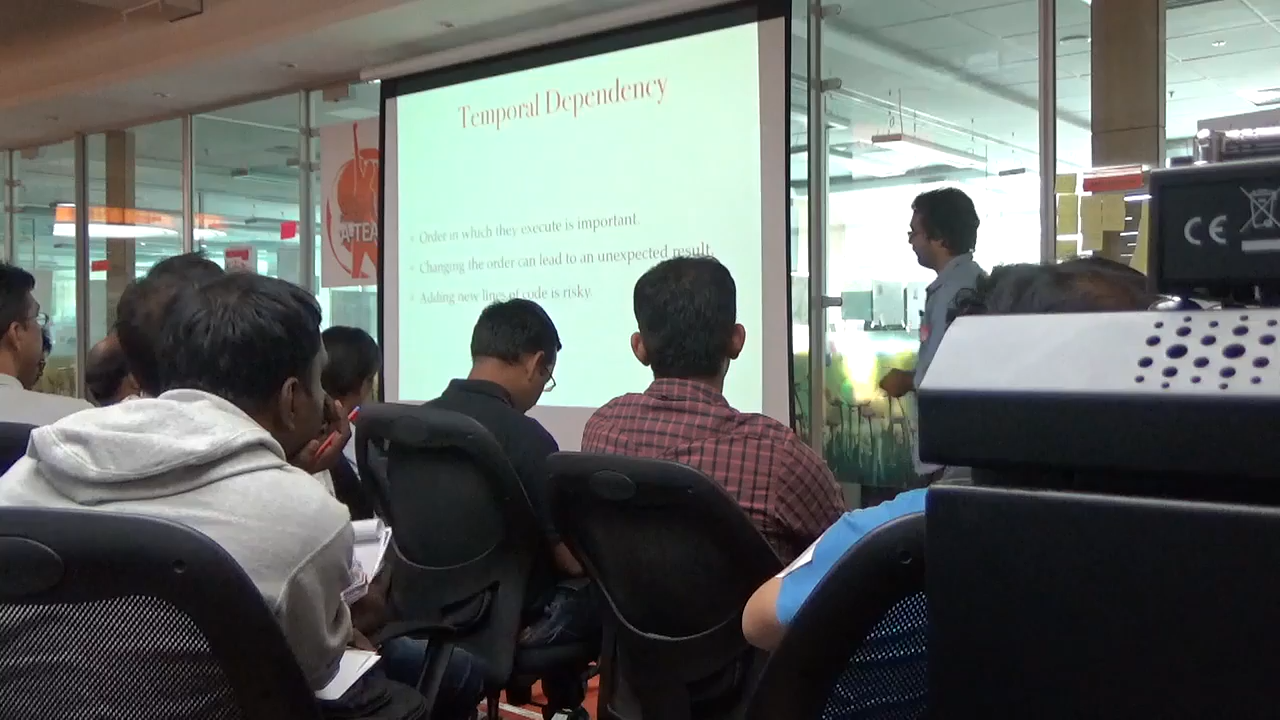 Temporal Dependency
Order in which they execute is important.
Changing the order can lead to an unexpected result.
Adding new lines of code is risky.
A-TEA
CE